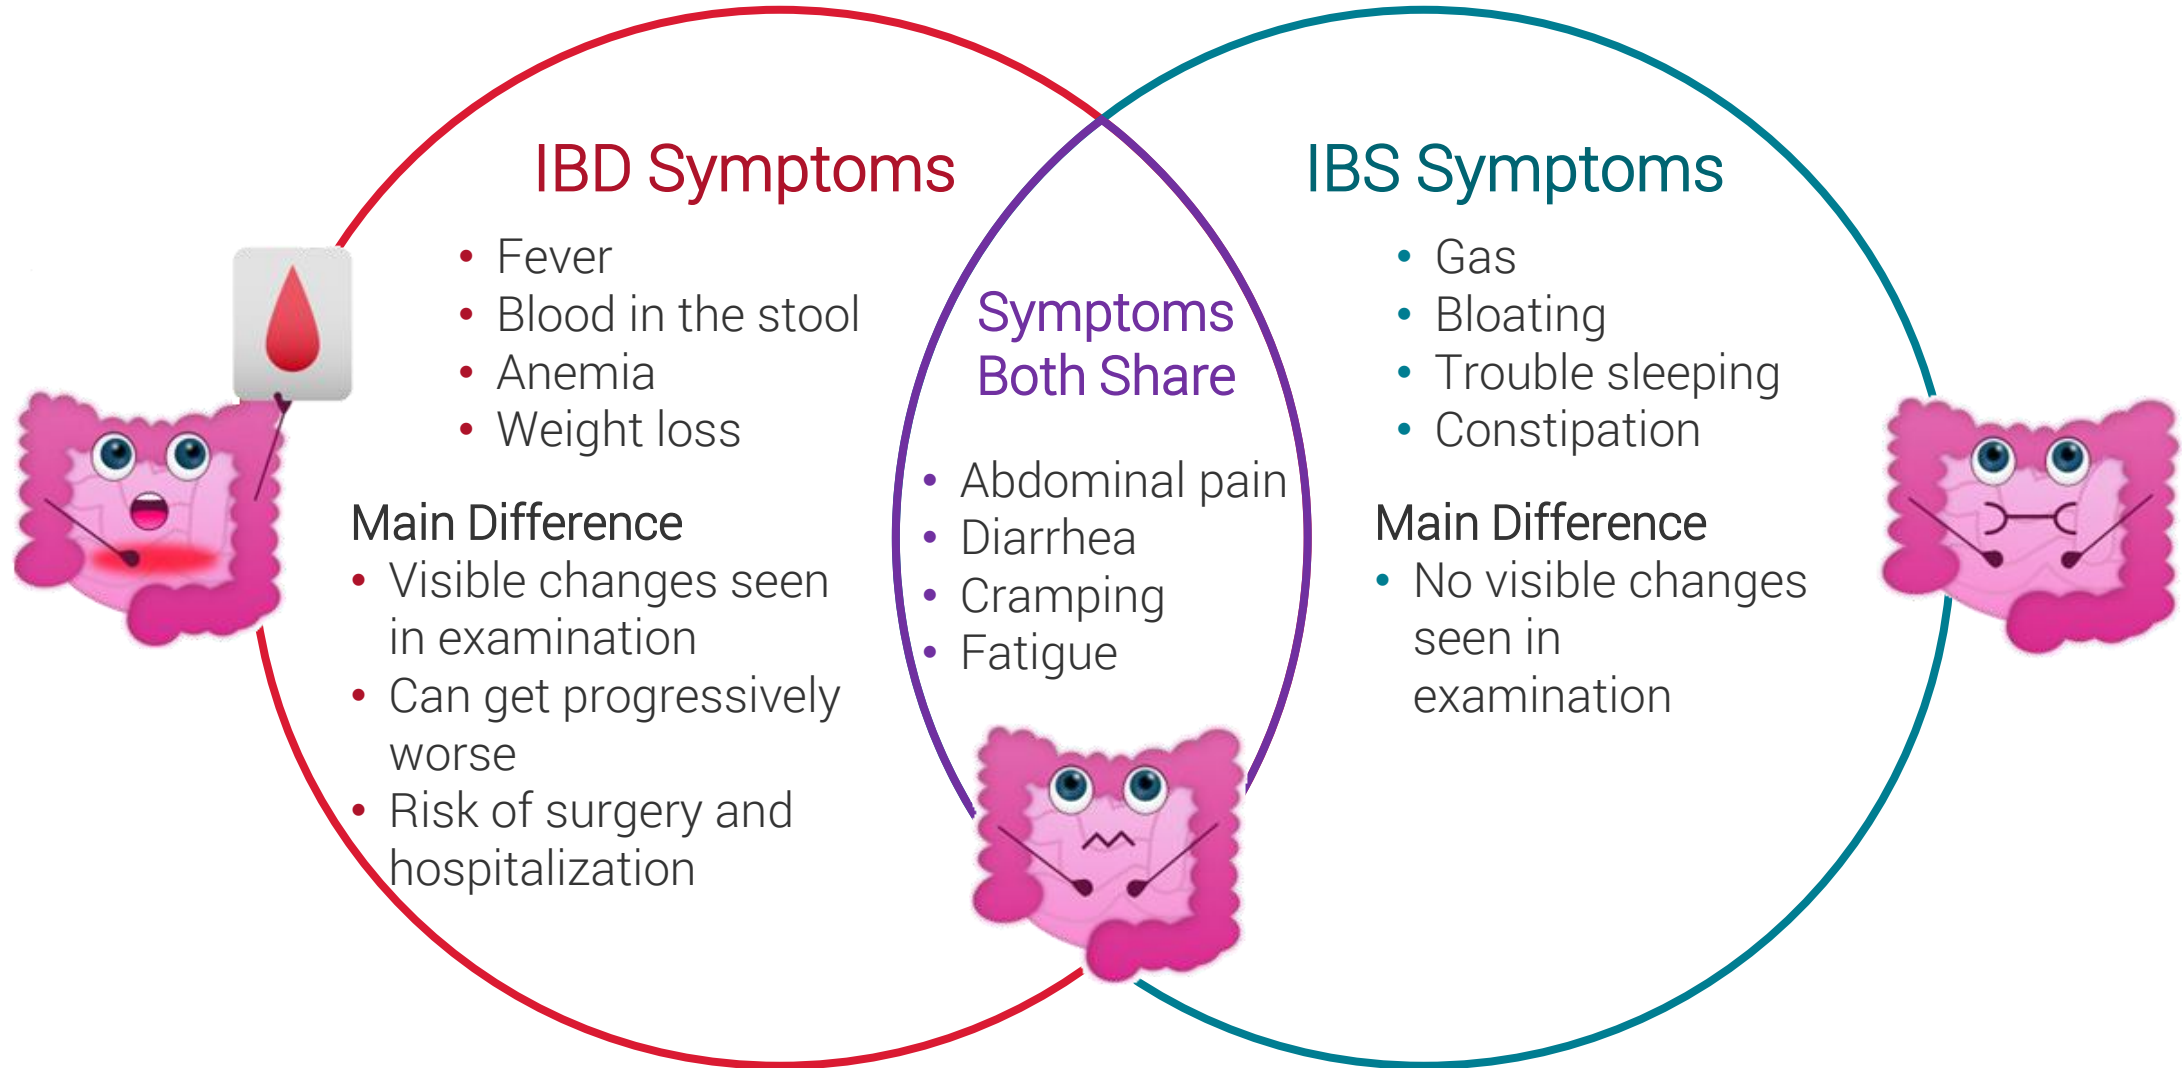 IBD Symptoms
• Fever
• Blood in the stool
• Anemia
• Weight loss
Main Difference
• Visible changes seen
in examination
• Can get progressively
worse
• Risk of surgery and
hospitalization
Symptoms
Both Share
• Abdominal pain
• Diarrhea
• Cramping
• Fatigue
IBS Symptoms
• Gas
• Bloating
• Trouble sleeping
• Constipation
Main Difference
• No visible changes
seen in
examination